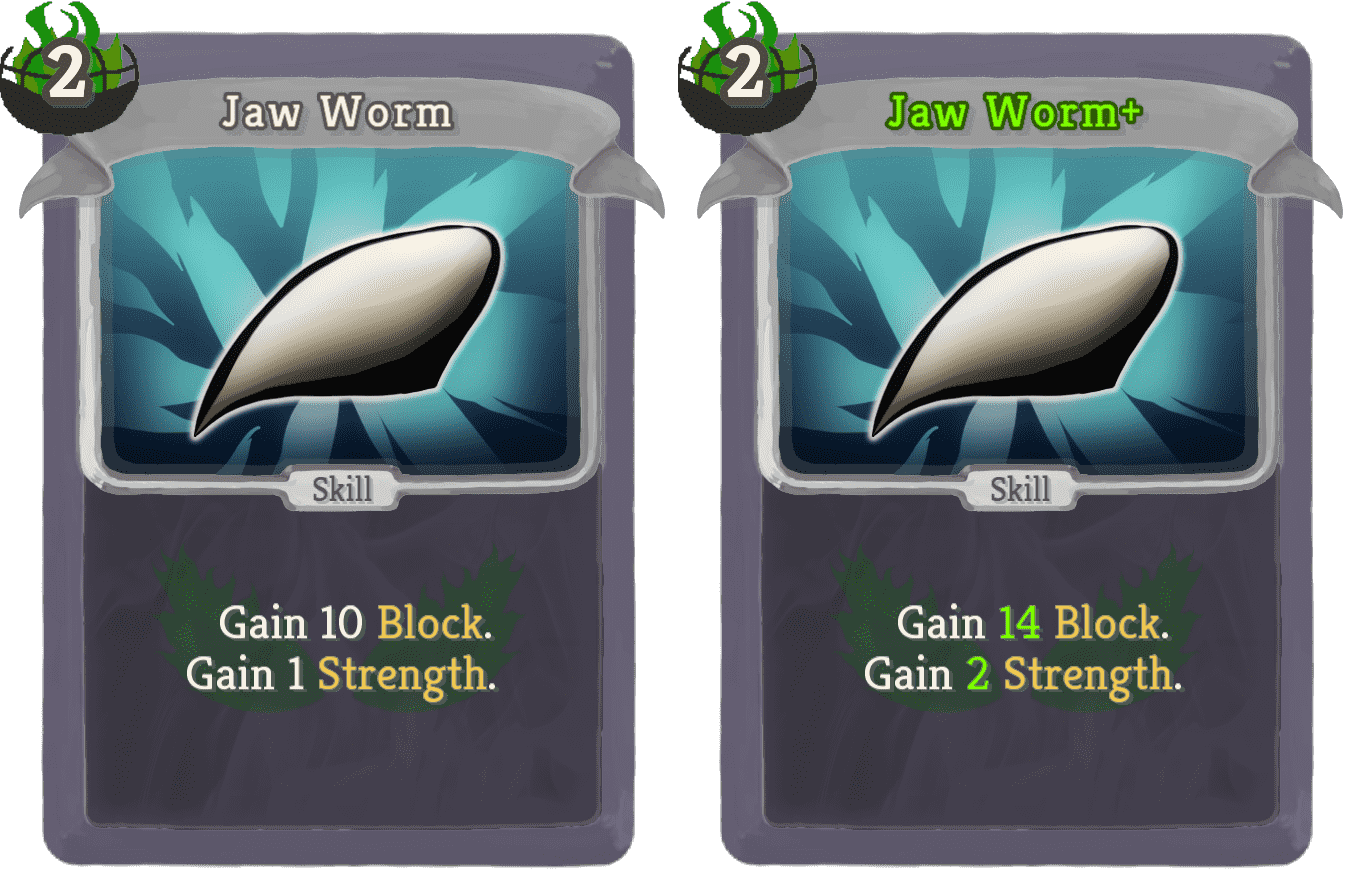 2
Jaw Worm
Skill
Gain 10 Block.
Gain 1 Strength.
2
Jaw Worm+
Skill
Gain 14 Block.
Gain 2 Strength.